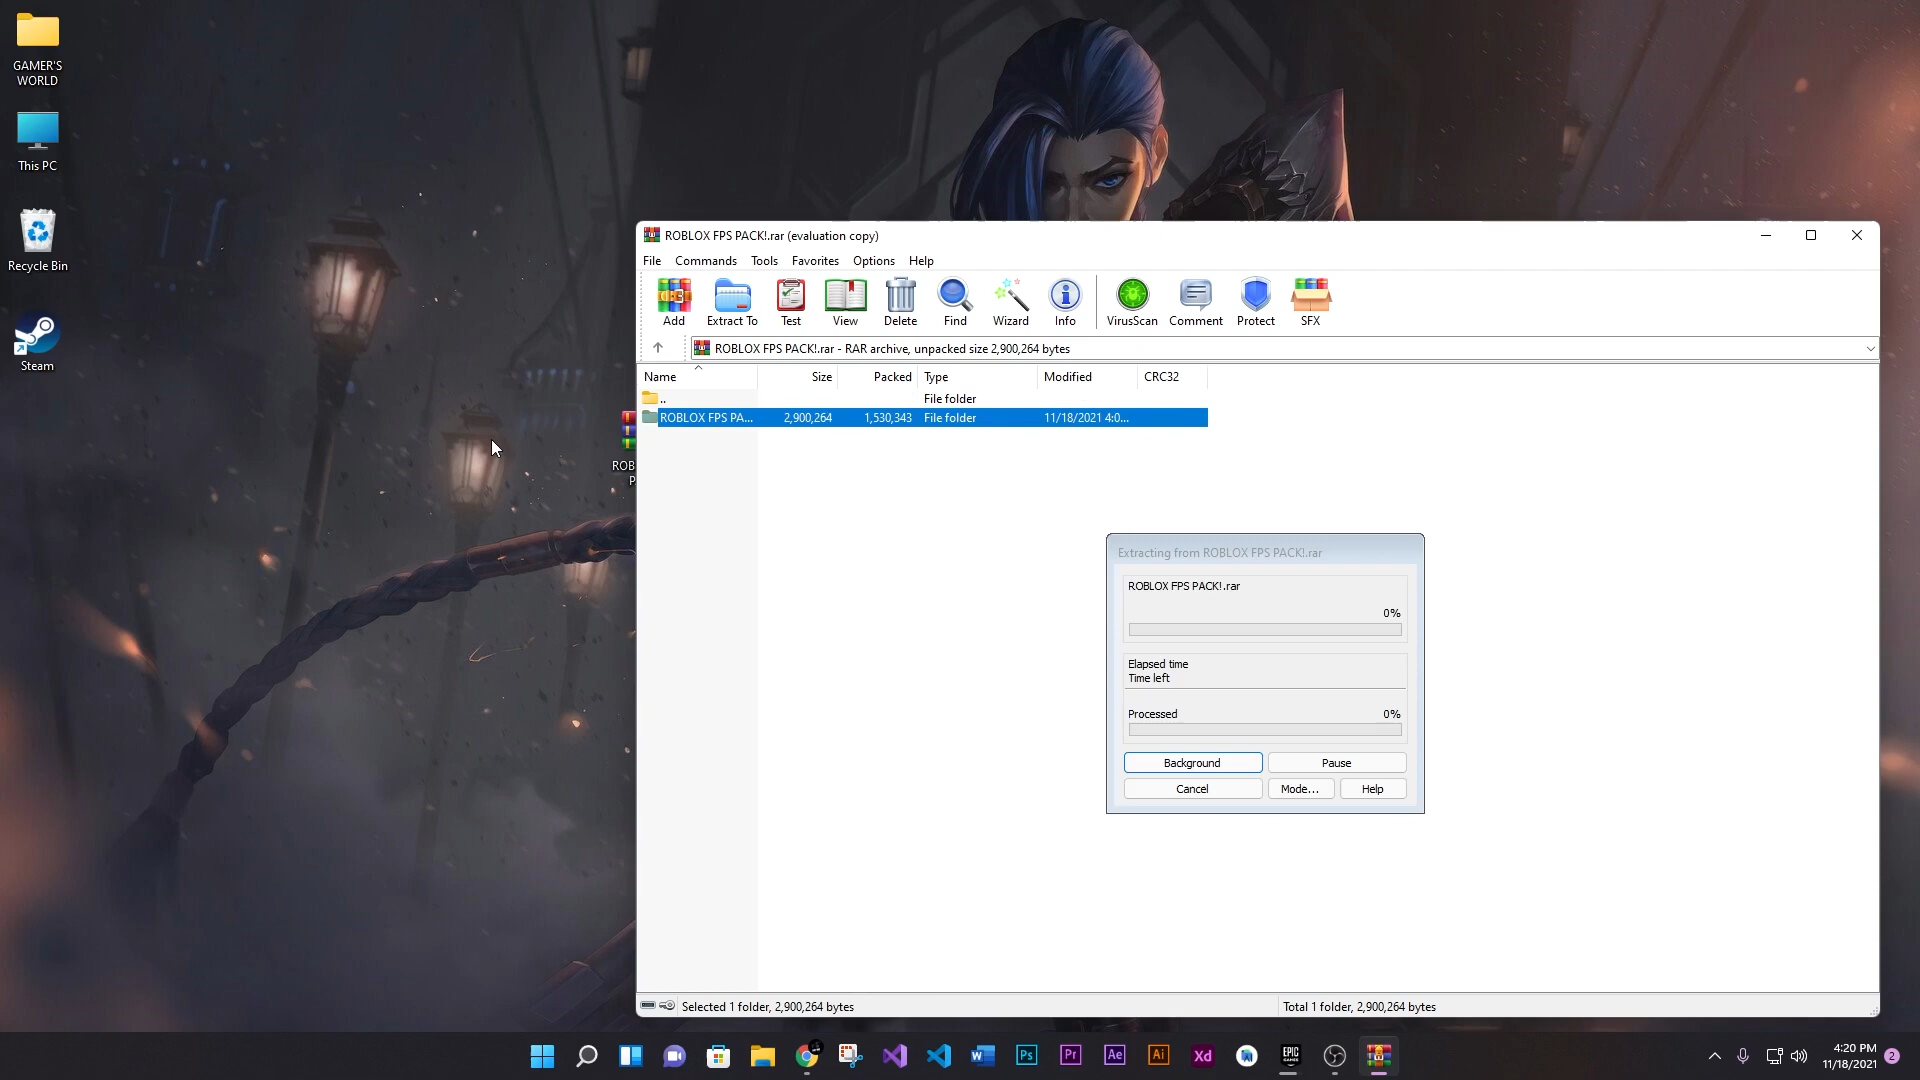 GAMER'S
WORLD
This PC
Recycle Bin
Steam
ROB
P
ROBLOX FPS PACK!.rar (evaluation copy)
File Commands Tools Favorites Options Help
Add Extract To Test View Delete Find Wizard Info VirusScan Comment Protect SFX
ROBLOX FPS PACK!.rar - RAR archive, unpacked size 2,900,264 bytes
Name Size Packed Type Modified CRC32
.. File folder
ROBLOX FPS PA... 2,900,264 1,530,343 File folder 11/18/2021 4:0...
Extracting from ROBLOX FPS PACK!.rar
ROBLOX FPS PACK!.rar
0%
Elapsed time
Time left
Processed 0%
Background Pause
Cancel Mode... Help
Selected 1 folder, 2,900,264 bytes Total 1 folder, 2,900,264 bytes
Ps Pr Ae Ai Xd EPIC GAMES
4:20 PM
11/18/2021 2